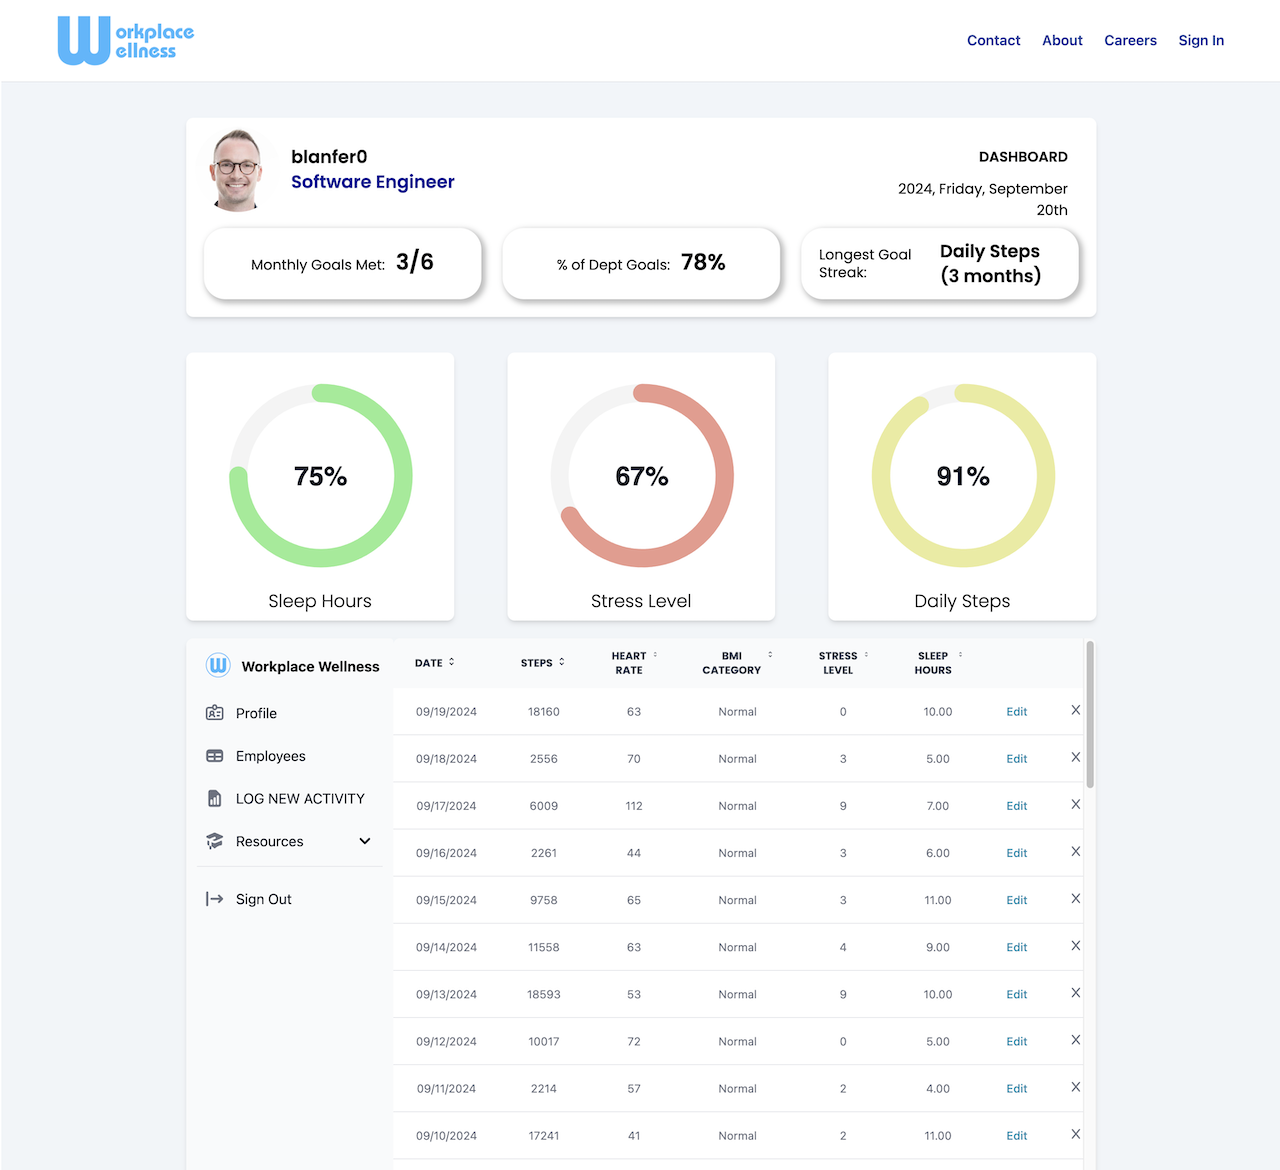 Workplace
Wellness
Contact About Careers Sign In
blanfer0
Software Engineer
DASHBOARD
2024, Friday, September
20th
Monthly Goals Met: 3/6
% of Dept Goals: 78%
Longest Goal
Streak:
Daily Steps
(3 months)
75%
Sleep Hours
67%
Stress Level
91%
Daily Steps
W Workplace Wellness
Profile
Employees
LOG NEW ACTIVITY
Resources
Sign Out
DATE STEPS HEART RATE BMI CATEGORY STRESS LEVEL SLEEP HOURS
09/19/2024 18160 63 Normal 0 10.00 Edit X
09/18/2024 2556 70 Normal 3 5.00 Edit X
09/17/2024 6009 112 Normal 9 7.00 Edit X
09/16/2024 2261 44 Normal 3 6.00 Edit X
09/15/2024 9758 65 Normal 3 11.00 Edit X
09/14/2024 11558 63 Normal 4 9.00 Edit X
09/13/2024 18593 53 Normal 9 10.00 Edit X
09/12/2024 10017 72 Normal 0 5.00 Edit X
09/11/2024 2214 57 Normal 2 4.00 Edit X
09/10/2024 17241 41 Normal 2 11.00 Edit X